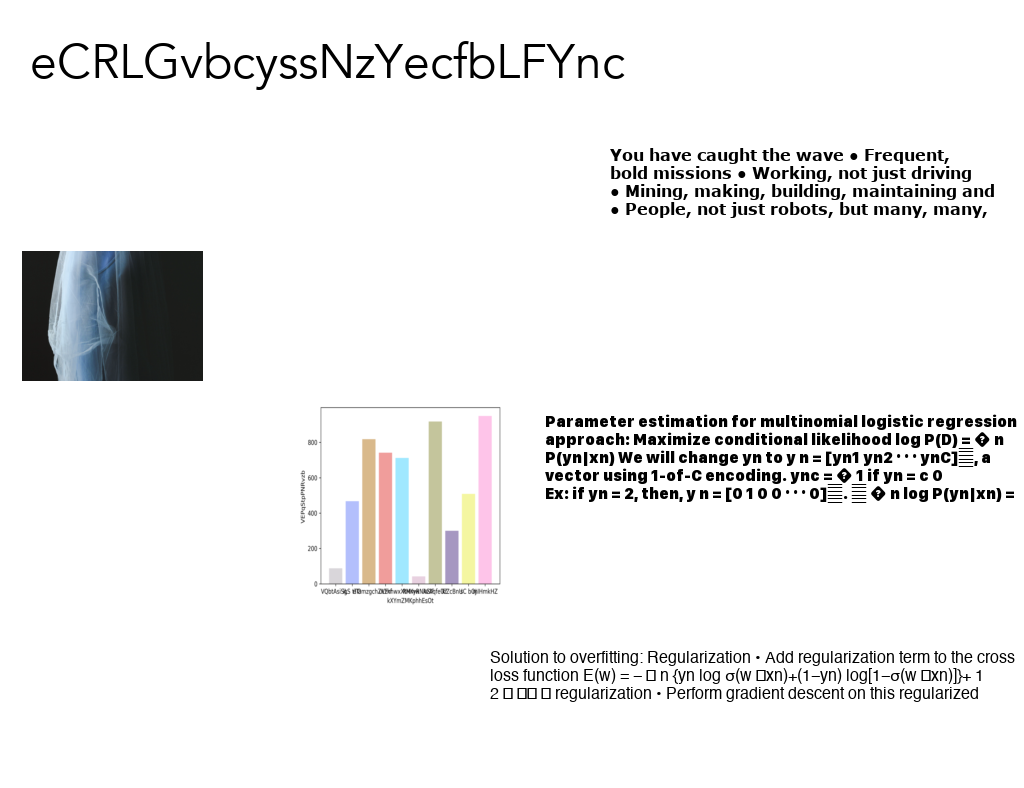 eCRLGvbcyssNzYecfbLFYnc
You have caught the wave ● Frequent,
bold missions ● Working, not just driving
● Mining, making, building, maintaining and
● People, not just robots, but many, many,
Parameter estimation for multinomial logistic regression
approach: Maximize conditional likelihood log P(D) = � n
P(yn|xn) We will change yn to y n = [yn1 yn2 · · · ynC], a
vector using 1-of-C encoding. ync = � 1 if yn = c 0
Ex: if yn = 2, then, y n = [0 1 0 0 · · · 0]. � n log P(yn|xn) =
800
600
400
200
0
kXYmZMKphhEsOt
Solution to overfitting: Regularization • Add regularization term to the cross
loss function E(w) = − n {yn log σ(w xn)+(1−yn) log[1−σ(w xn)]}+ 1
2 regularization • Perform gradient descent on this regularized